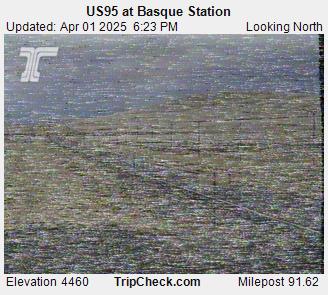 US95 at Basque Station
Updated: Apr 01 2025 6:23 PM Looking North
Elevation 4460 TripCheck.com Milepost 91.62